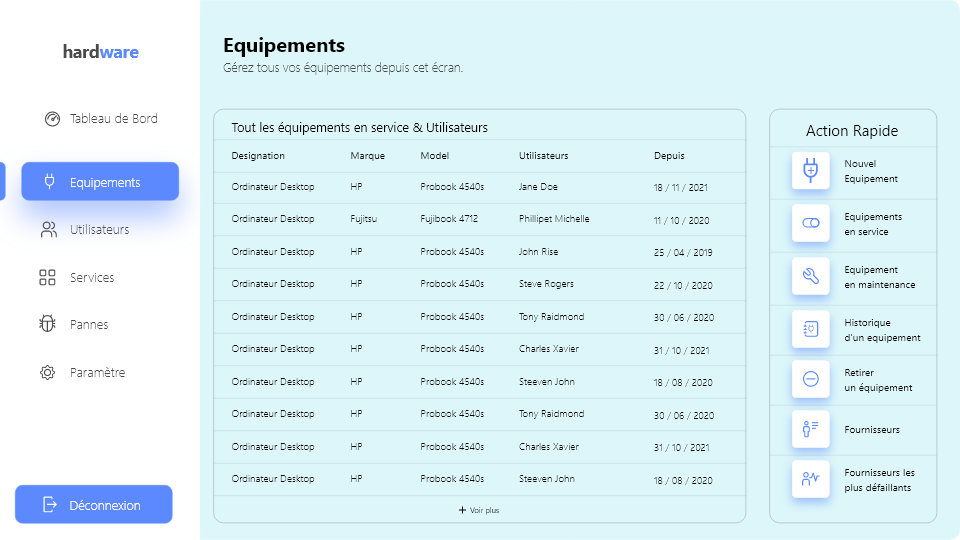 hardware
Tableau de Bord
Equipements
Utilisateurs
Services
Pannes
Paramètre
Déconnexion
Equipements
Gérez tous vos équipements depuis cet écran.
Tout les équipements en service & Utilisateurs
Designation Marque Model Utilisateurs Depuis
Ordinateur Desktop HP Probook 4540s Jane Doe 18 / 11 / 2021
Ordinateur Desktop Fujitsu Fujibook 4712 Phillipet Michelle 11 / 10 / 2020
Ordinateur Desktop HP Probook 4540s John Rise 25 / 04 / 2019
Ordinateur Desktop HP Probook 4540s Steve Rogers 22 / 10 / 2020
Ordinateur Desktop HP Probook 4540s Tony Raidmond 30 / 06 / 2020
Ordinateur Desktop HP Probook 4540s Charles Xavier 31 / 10 / 2021
Ordinateur Desktop HP Probook 4540s Steeven John 18 / 08 / 2020
Ordinateur Desktop HP Probook 4540s Tony Raidmond 30 / 06 / 2020
Ordinateur Desktop HP Probook 4540s Charles Xavier 31 / 10 / 2021
Ordinateur Desktop HP Probook 4540s Steeven John 18 / 08 / 2020
+ Voir plus
Action Rapide
Nouvel
Equipement
Equipements
en service
Equipement
en maintenance
Historique
d'un equipement
Retirer
un équipement
Fournisseurs
Fournisseurs les
plus défaillants